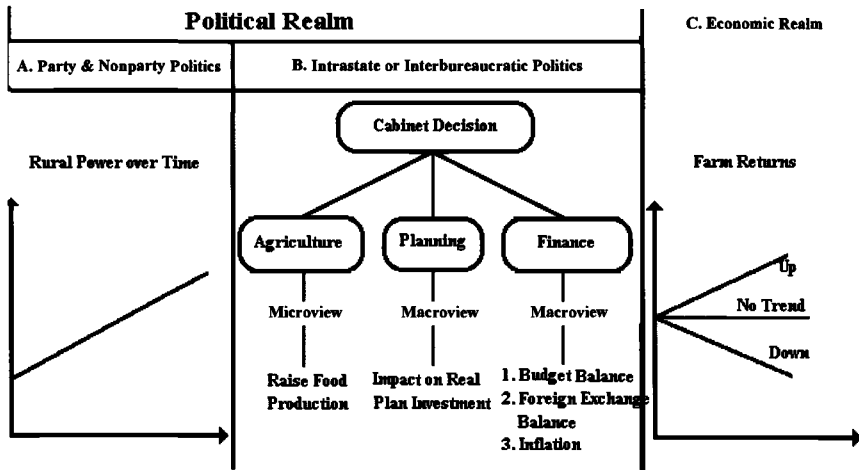 Political Realm
C. Economic Realm
A. Party & Nonparty Politics
B. Intrastate or Interbureaucratic Politics
Cabinet Decision
Rural Power over Time
Farm Returns
Agriculture
Planning
Finance
Up
Microview
Macroview
Macroview
No Trend
Down
Raise Food
Production
Impact on Real
Plan Investment
1. Budget Balance
2. Foreign Exchange
Balance
3. Inflation